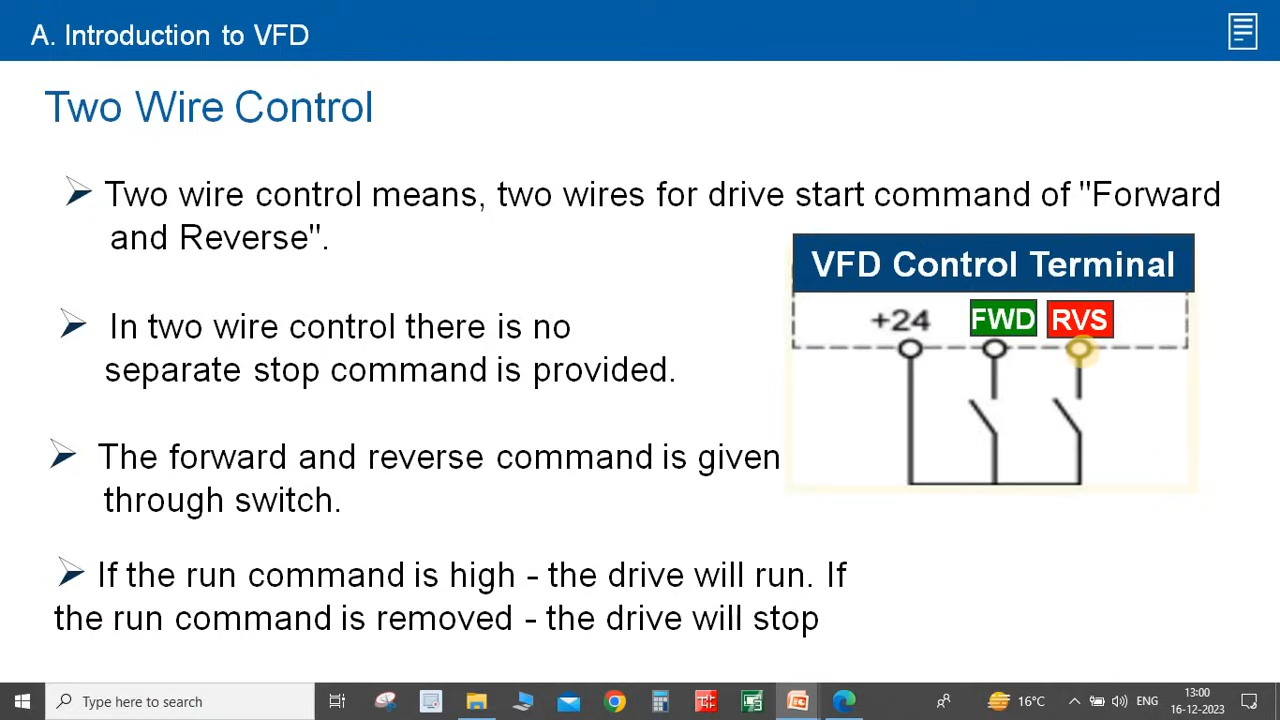 A. Introduction to VFD
Two Wire Control
Two wire control means, two wires for drive start command of "Forward
and Reverse".
VFD Control Terminal
+24 FWD RVS
In two wire control there is no
separate stop command is provided.
The forward and reverse command is given
through switch.
If the run command is high - the drive will run. If
the run command is removed - the drive will stop
Type here to search
16°C
ENG
13:00
16-12-2023